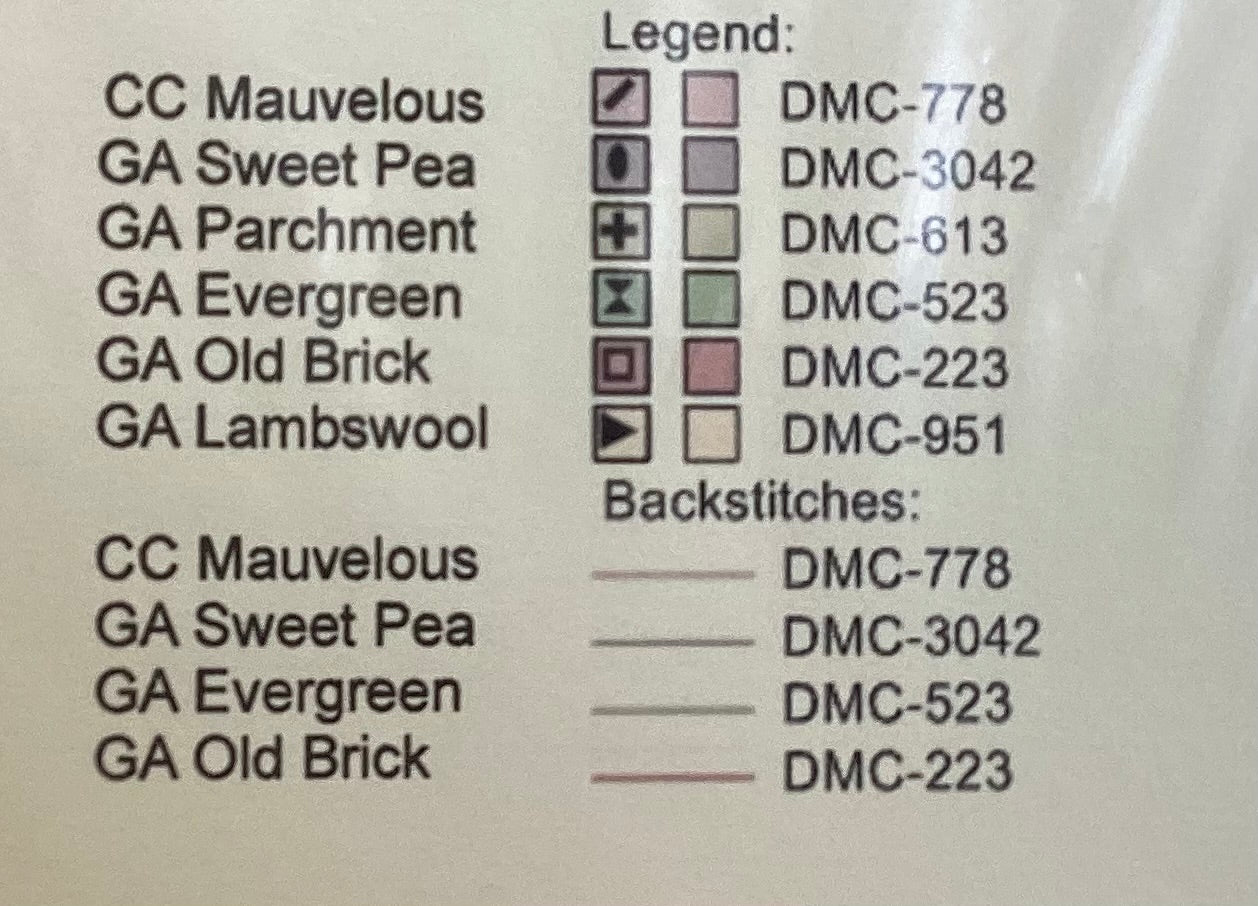 Legend:
CC Mauvelous DMC-778
GA Sweet Pea DMC-3042
GA Parchment DMC-613
GA Evergreen DMC-523
GA Old Brick DMC-223
GA Lambswool DMC-951
Backstitches:
CC Mauvelous DMC-778
GA Sweet Pea DMC-3042
GA Evergreen DMC-523
GA Old Brick DMC-223